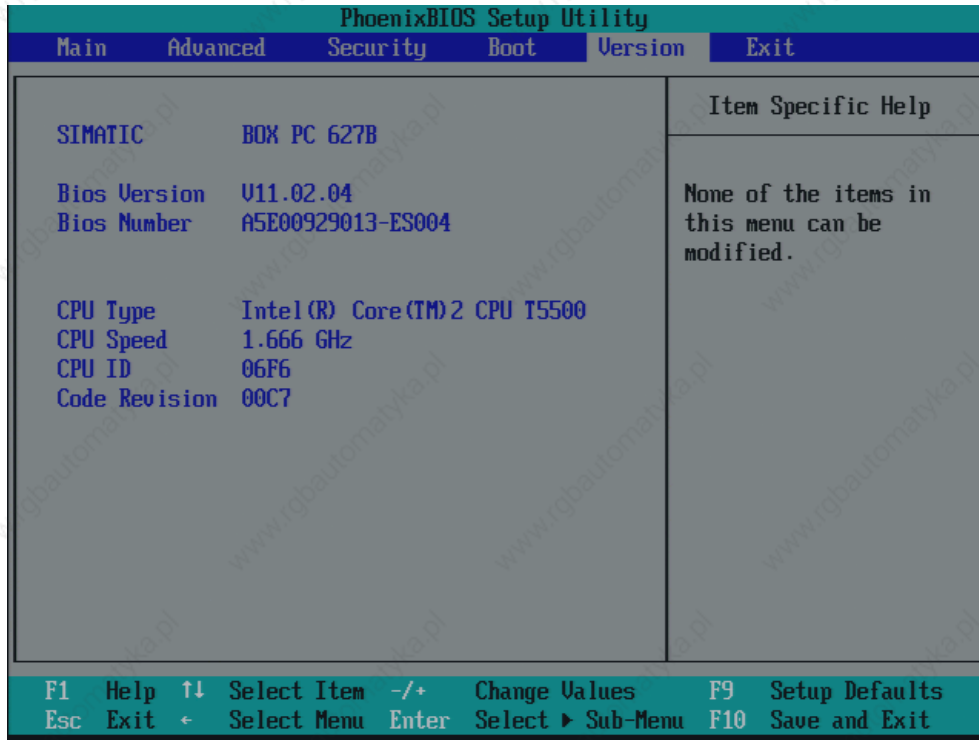 PhoenixBIOS Setup Utility
Main Advanced Security Boot Version Exit
Item Specific Help
SIMATIC BOX PC 627B
Bios Version V11.02.04
Bios Number A5E00929013-ES004
None of the items in
this menu can be
modified.
CPU Type Intel(R) Core(TM)2 CPU T5500
CPU Speed 1.666 GHz
CPU ID 06F6
Code Revision 00C7
F1 Help ↑↓ Select Item -/+ Change Values F9 Setup Defaults
Esc Exit ← Select Menu Enter Select ▶ Sub-Menu F10 Save and Exit
www.rgbautomatyka.pl